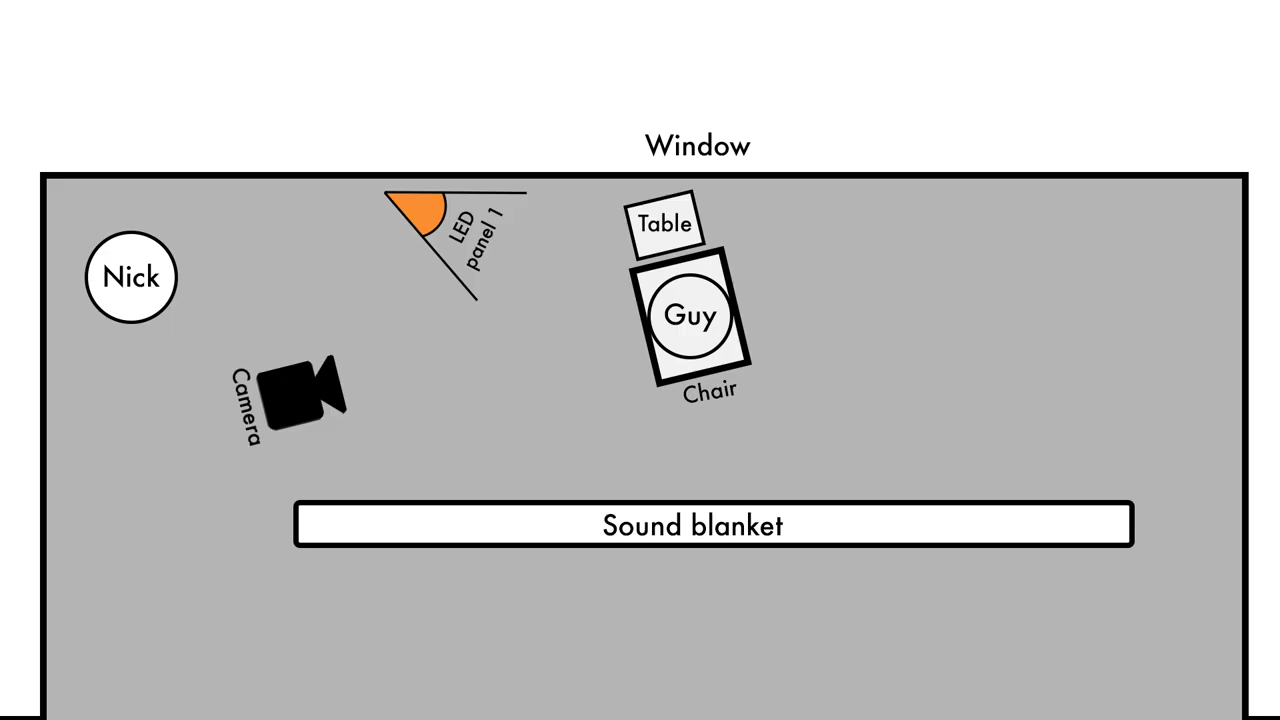 Window
LED
panel 1
Table
Nick
Guy
Camera
Chair
Sound blanket